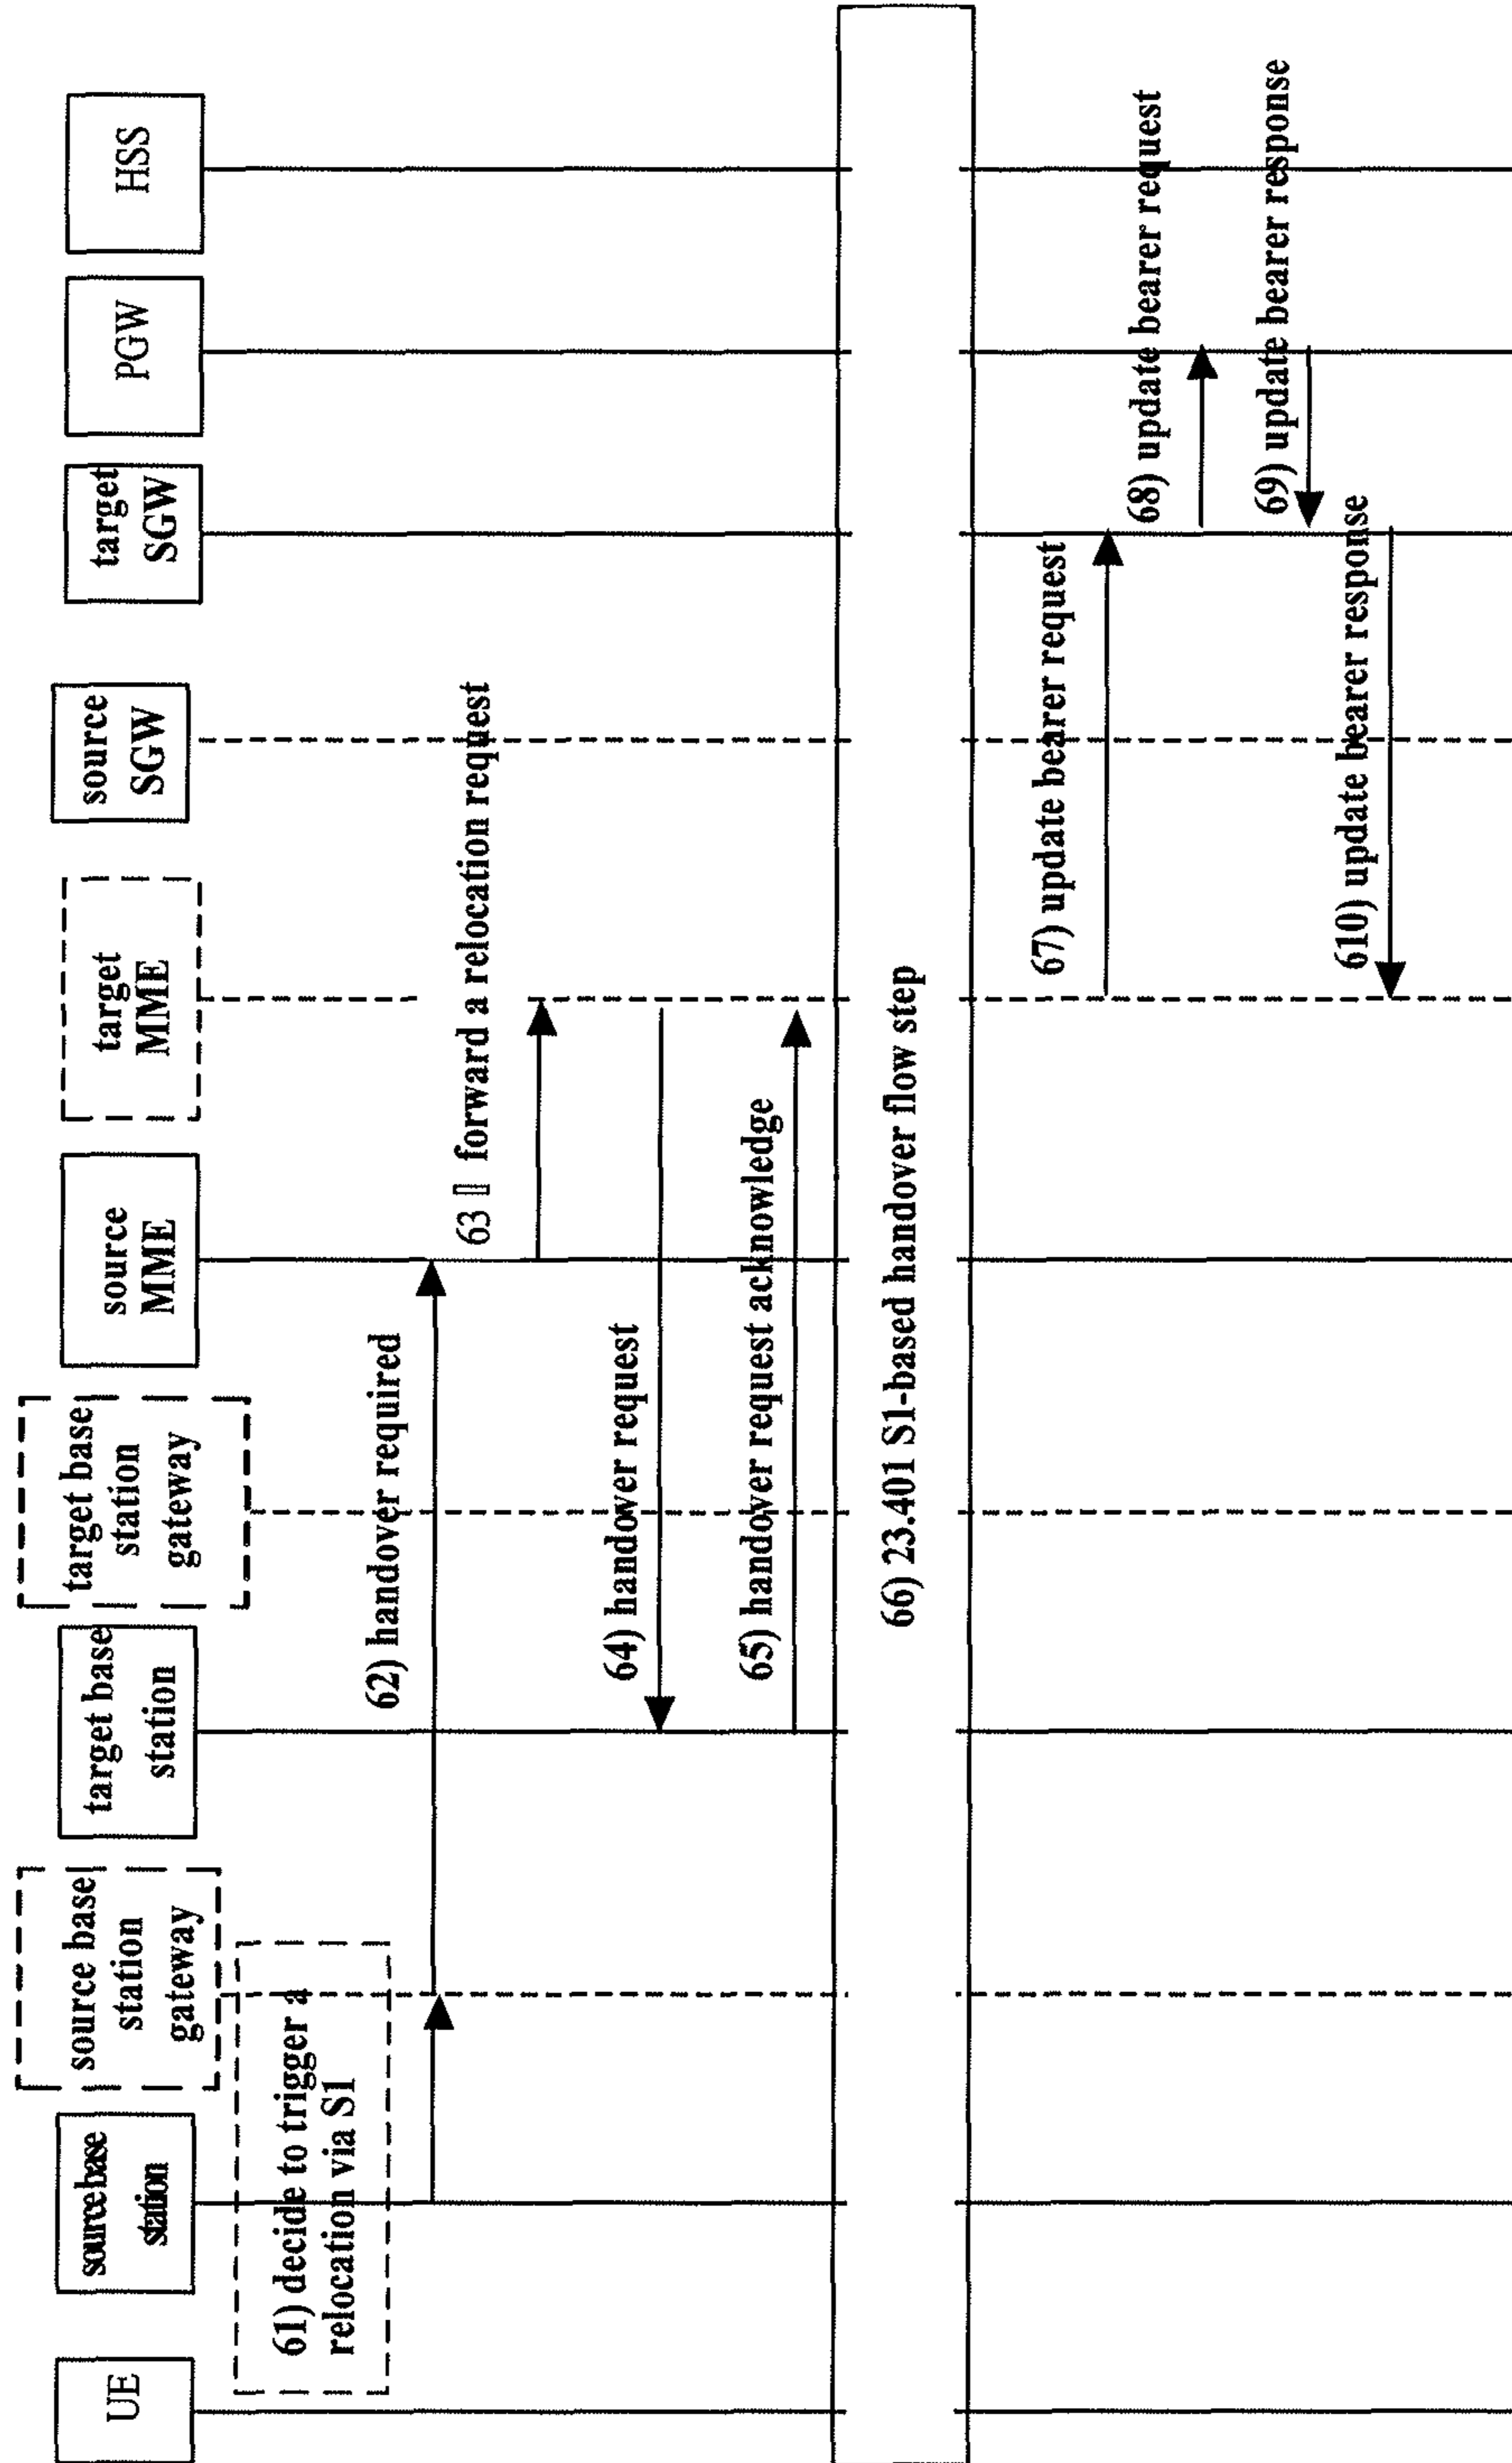 UE
source base
station
source base
station
gateway
target base
station
target base
station
gateway
source
MME
target
MME
source
SGW
target
SGW
PGW
HSS
61) decide to trigger a
relocation via S1
62) handover required
63▯ forward a relocation request
64) handover request
65) handover request acknowledge
66) 23.401 S1-based handover flow step
67) update bearer request
68) update bearer request
69) update bearer response
610) update bearer response